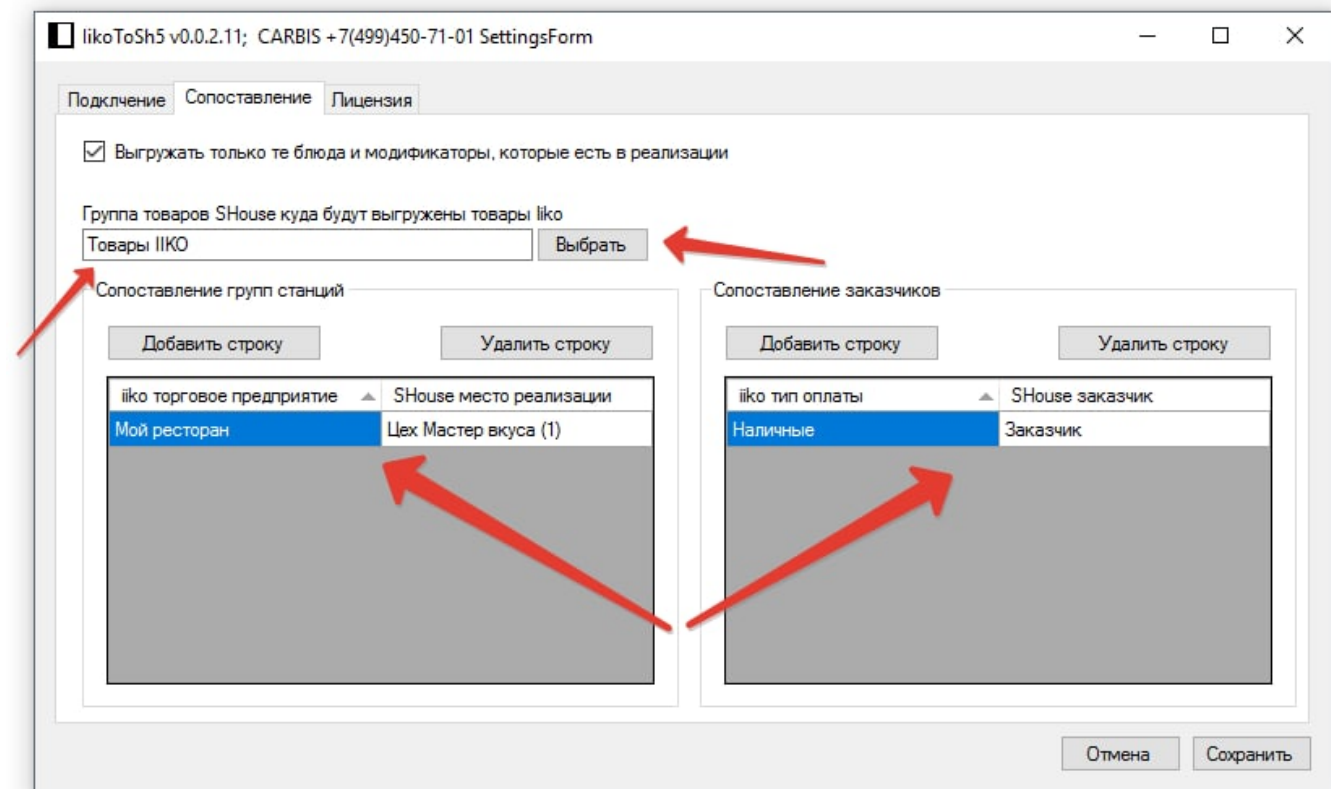 IikoToSh5 v0.0.2.11; CARBIS +7(499)450-71-01 SettingsForm
Подклчение Сопоставление Лицензия
Выгружать только те блюда и модификаторы, которые есть в реализации
Группа товаров SHouse куда будут выгружены товары Iiko
Товары IIKO Выбрать
Сопоставление групп станций Сопоставление заказчиков
Добавить строку Удалить строку Добавить строку Удалить строку
iiko торговое предприятие SHouse место реализации iiko тип оплаты SHouse заказчик
Мой ресторан Цех Мастер вкуса (1) Наличные Заказчик
Отмена Сохранить